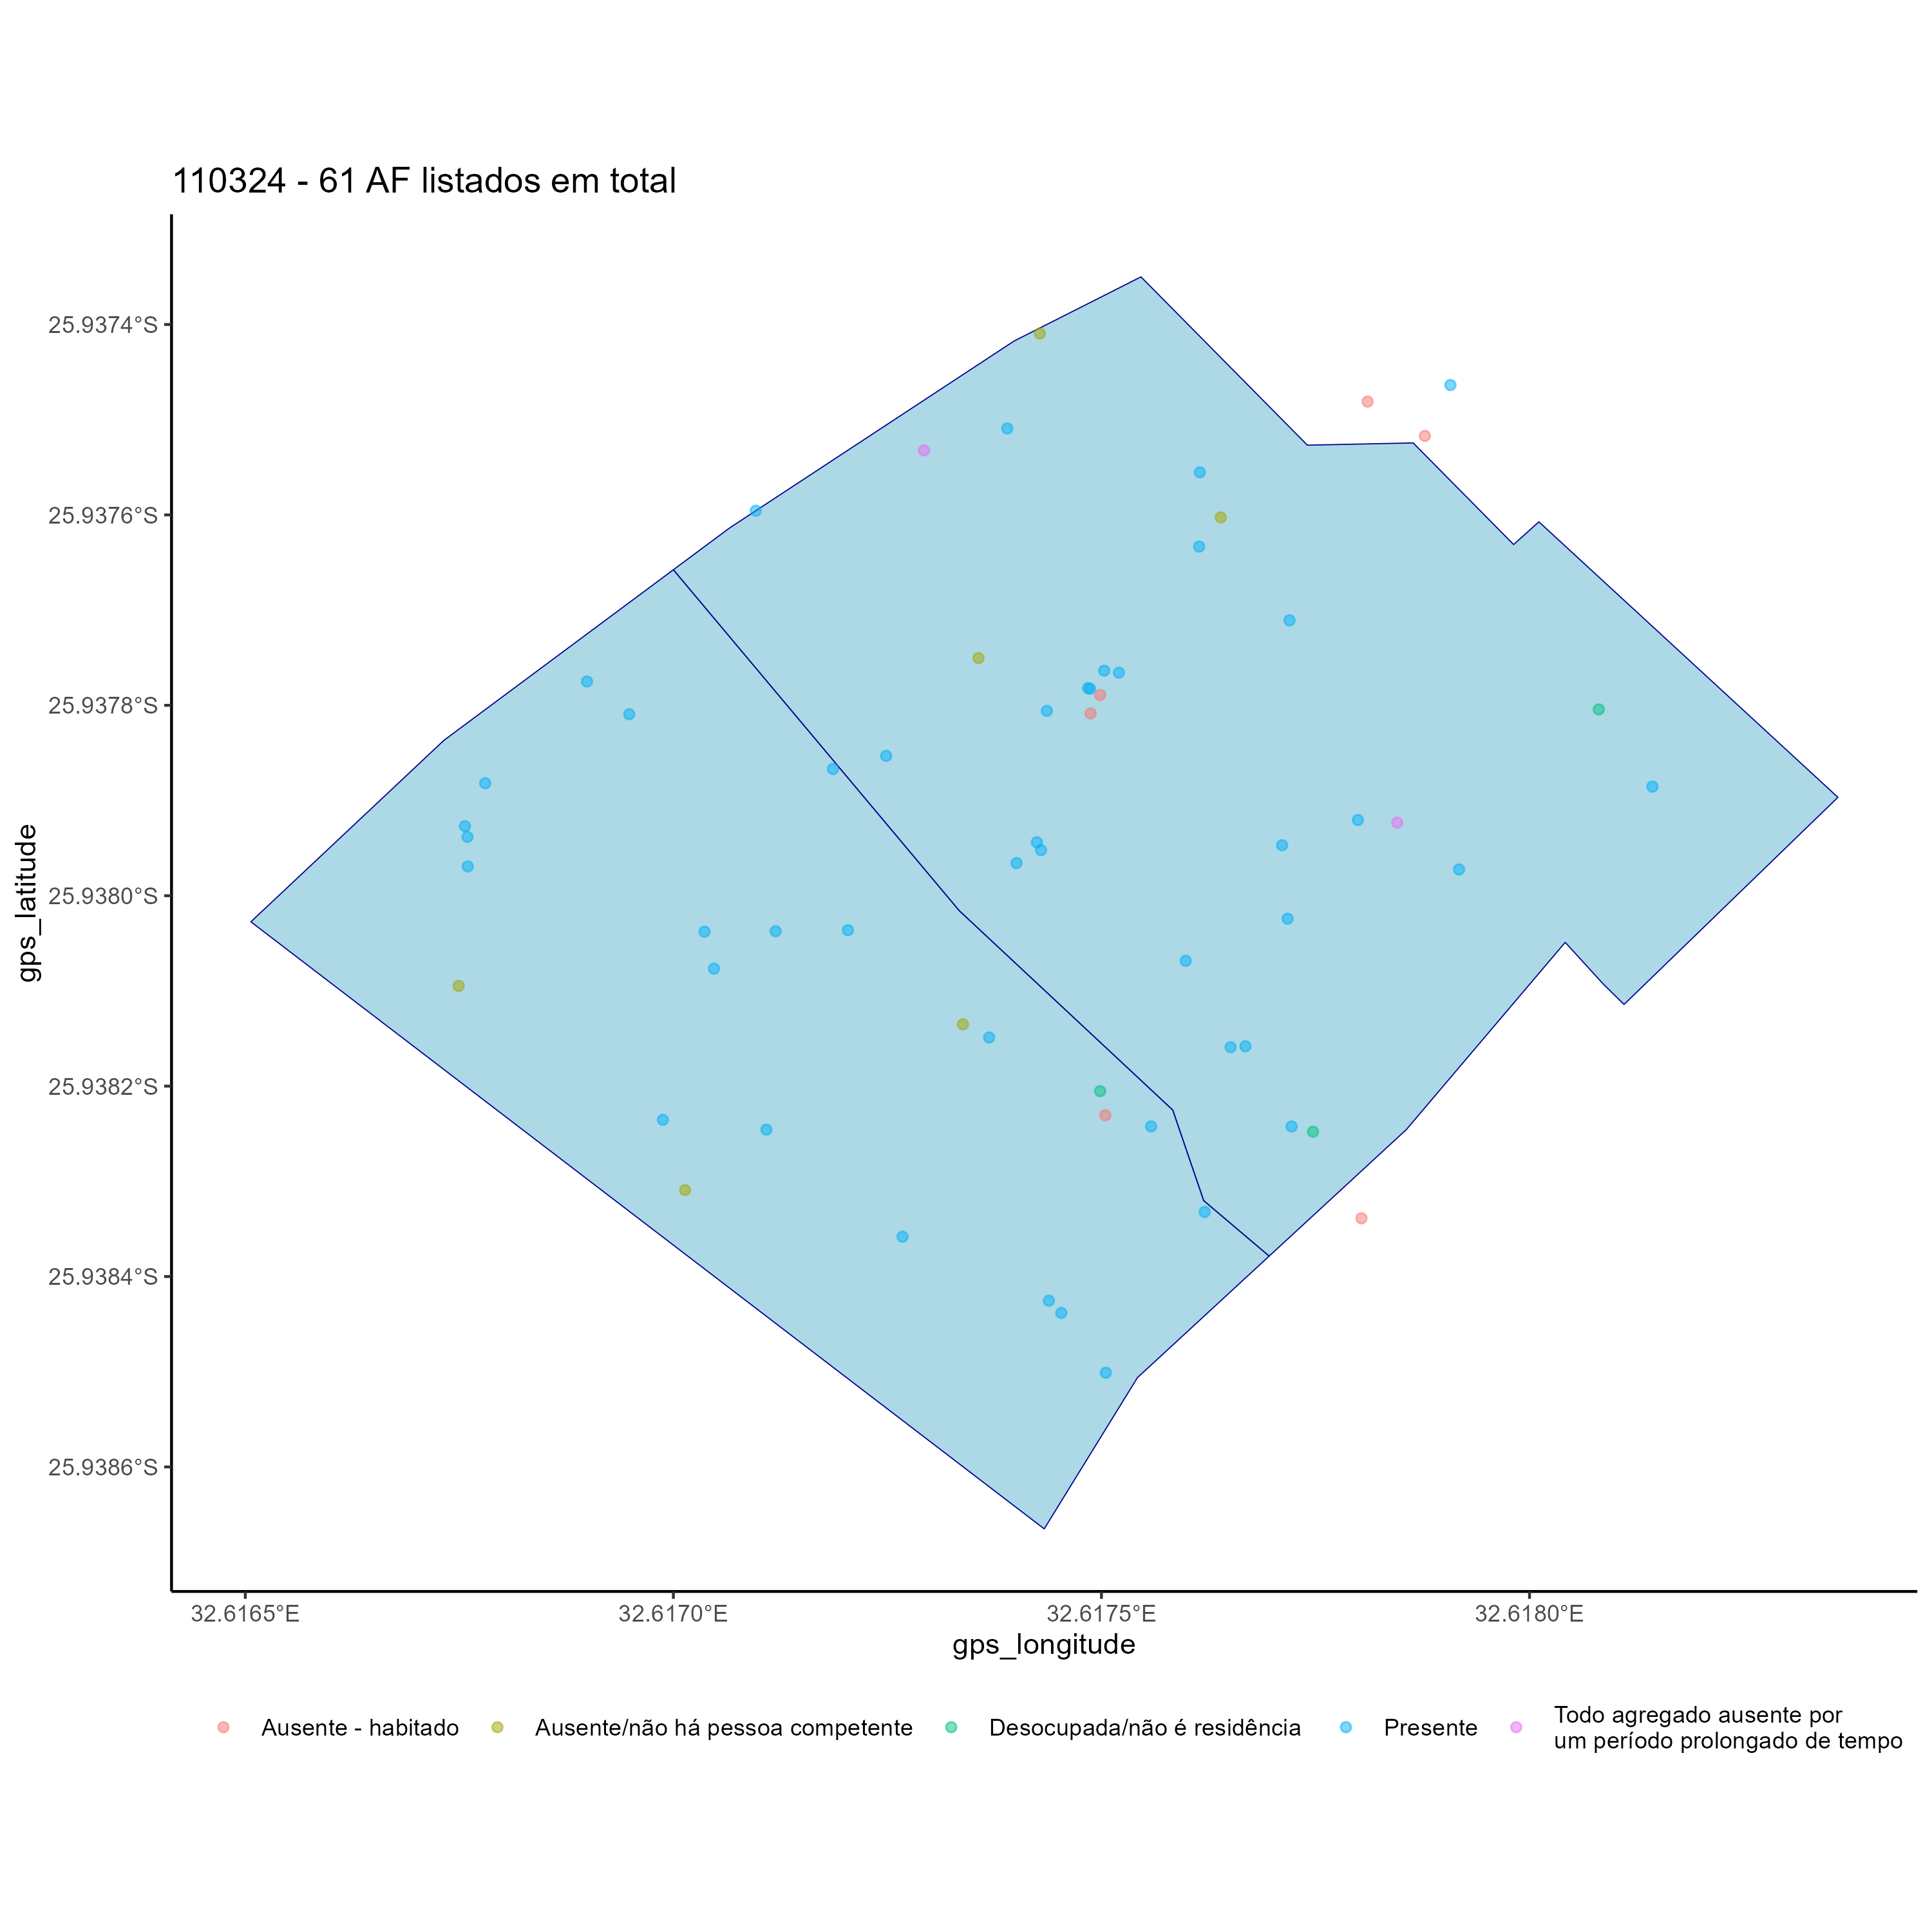 110324 - 61 AF listados em total
25.9374°S
25.9376°S
25.9378°S
25.9380°S
25.9382°S
25.9384°S
25.9386°S
gps_latitude
32.6165°E
32.6170°E
32.6175°E
32.6180°E
gps_longitude
Ausente - habitado
Ausente/não há pessoa competente
Desocupada/não é residência
Presente
Todo agregado ausente por
um período prolongado de tempo